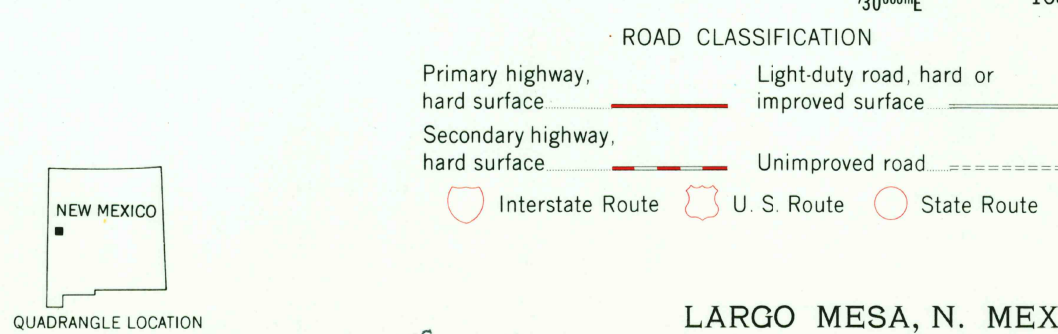 ROAD CLASSIFICATION
Primary highway,
hard surface
Light-duty road, hard or
improved surface
Secondary highway,
hard surface
Unimproved road
Interstate Route
U. S. Route
State Route
NEW MEXICO
QUADRANGLE LOCATION
LARGO MESA, N. MEX